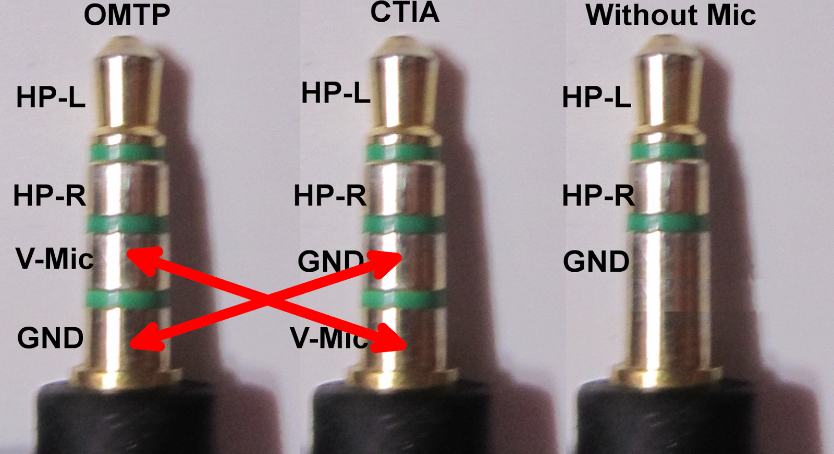 OMTP
HP-L
HP-R
V-Mic
GND
CTIA
HP-L
HP-R
GND
V-Mic
Without Mic
HP-L
HP-R
GND